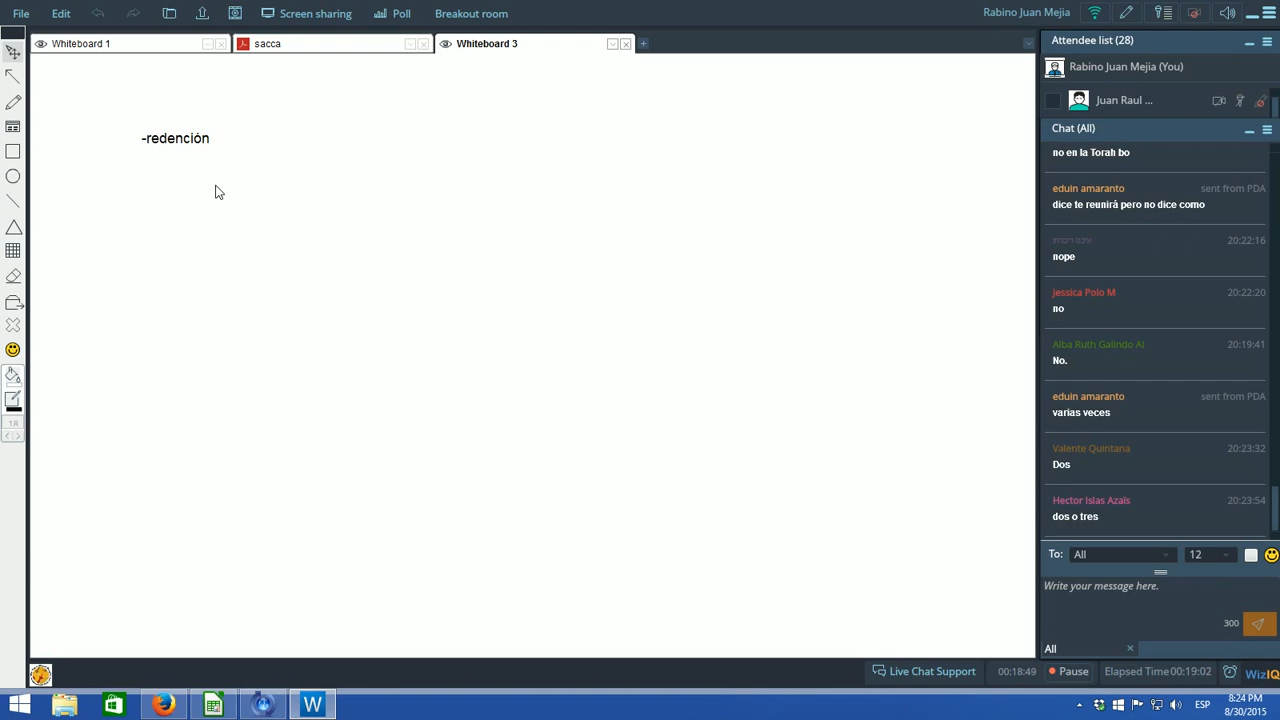 File Edit Screen sharing Poll Breakout room Rabino Juan Mejia
Whiteboard 1 sacca Whiteboard 3
-redención
18
Attendee list (28)
Rabino Juan Mejia (You)
Juan Raul ...
Chat (All)
no en la Torah bo
eduin amaranto sent from PDA
dice te reunirá pero no dice como
20:22:16
nope
Jessica Polo M 20:22:20
no
Alba Ruth Galindo Al 20:19:41
No.
eduin amaranto sent from PDA
varias veces
Valente Quintana 20:23:32
Dos
Hector Islas Azaïs 20:23:54
dos o tres
To: All 12
Write your message here.
300
All
Live Chat Support 00:18:49 Pause Elapsed Time 00:19:02 WizIQ
W ESP 8:24 PM
8/30/2015